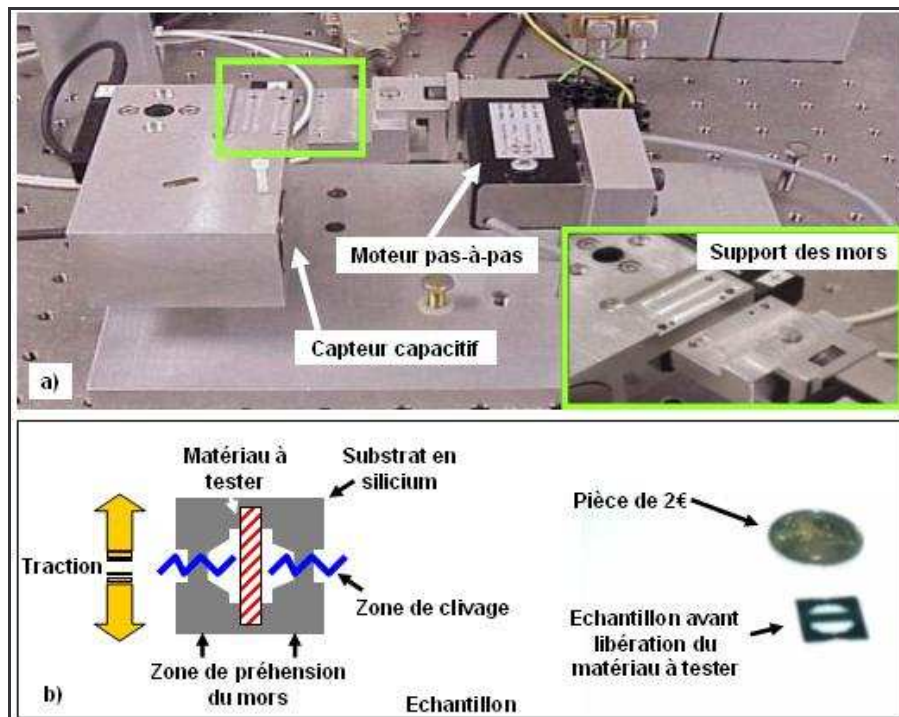 Moteur pas-à-pas
Support des mors
Capteur capacitif
a)
Matériau à
tester
Substrat en
silicium
Pièce de 2€
Traction
Zone de clivage
Echantillon avant
libération du
matériau à tester
Zone de préhension
du mors
b)
Echantillon